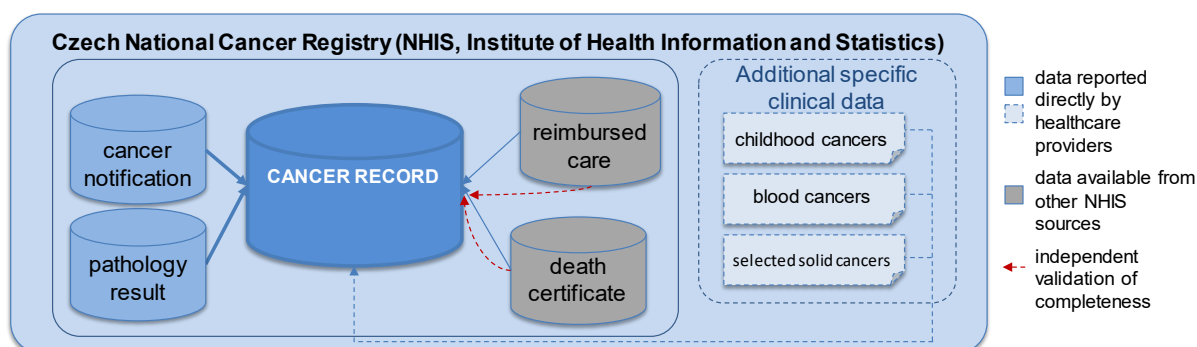 Czech National Cancer Registry (NHIS, Institute of Health Information and Statistics)
cancer
notification
pathology
result
CANCER RECORD
reimbursed
care
death
certificate
Additional specific
clinical data
childhood cancers
blood cancers
selected solid cancers
data reported
directly by
healthcare
providers
data available from
other NHIS
sources
independent
validation of
completeness